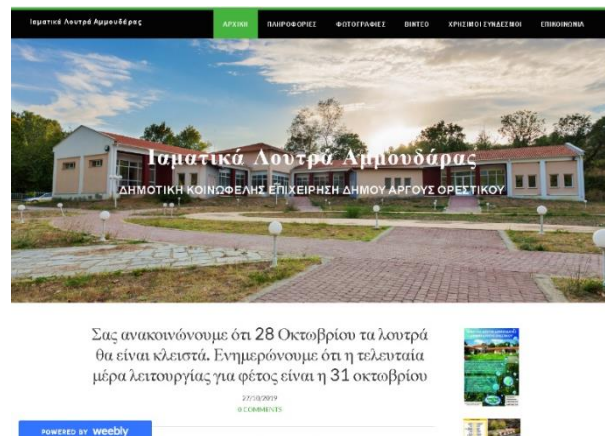 Ιαματικά Λουτρά Αμμουδάρας
ΑΡΧΙΚΗ ΠΛΗΡΟΦΟΡΙΕΣ ΦΩΤΟΓΡΑΦΙΕΣ ΒΙΝΤΕΟ ΧΡΗΣΙΜΟΙ ΣΥΝΔΕΣΜΟΙ ΕΠΙΚΟΙΝΩΝΙΑ
Ιαματικά Λουτρά Αμμουδάρας
ΔΗΜΟΤΙΚΗ ΚΟΙΝΩΦΕΛΗΣ ΕΠΙΧΕΙΡΗΣΗ ΔΗΜΟΥ ΑΡΓΟΥΣ ΟΡΕΣΤΙΚΟΥ
Σας ανακοινώνουμε ότι 28 Οκτωβρίου τα λουτρά
θα είναι κλειστά. Ενημερώνουμε ότι η τελευταία
μέρα λειτουργίας για φέτος είναι η 31 οκτωβρίου
27/10/2019
0 COMMENTS
POWERED BY weebly